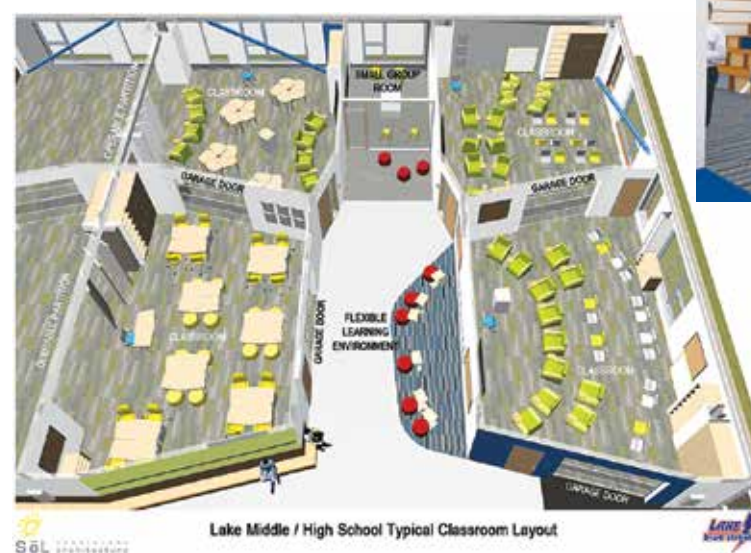 SMALL GROUP
ROOM
CLASSROOM
CLASSROOM
GARAGE DOOR
GARAGE DOOR
GARAGE DOOR
FLEXIBLE
LEARNING
ENVIRONMENT
CLASSROOM
CLASSROOM
GARAGE DOOR
Lake Middle / High School Typical Classroom Layout
SōL
LAKE